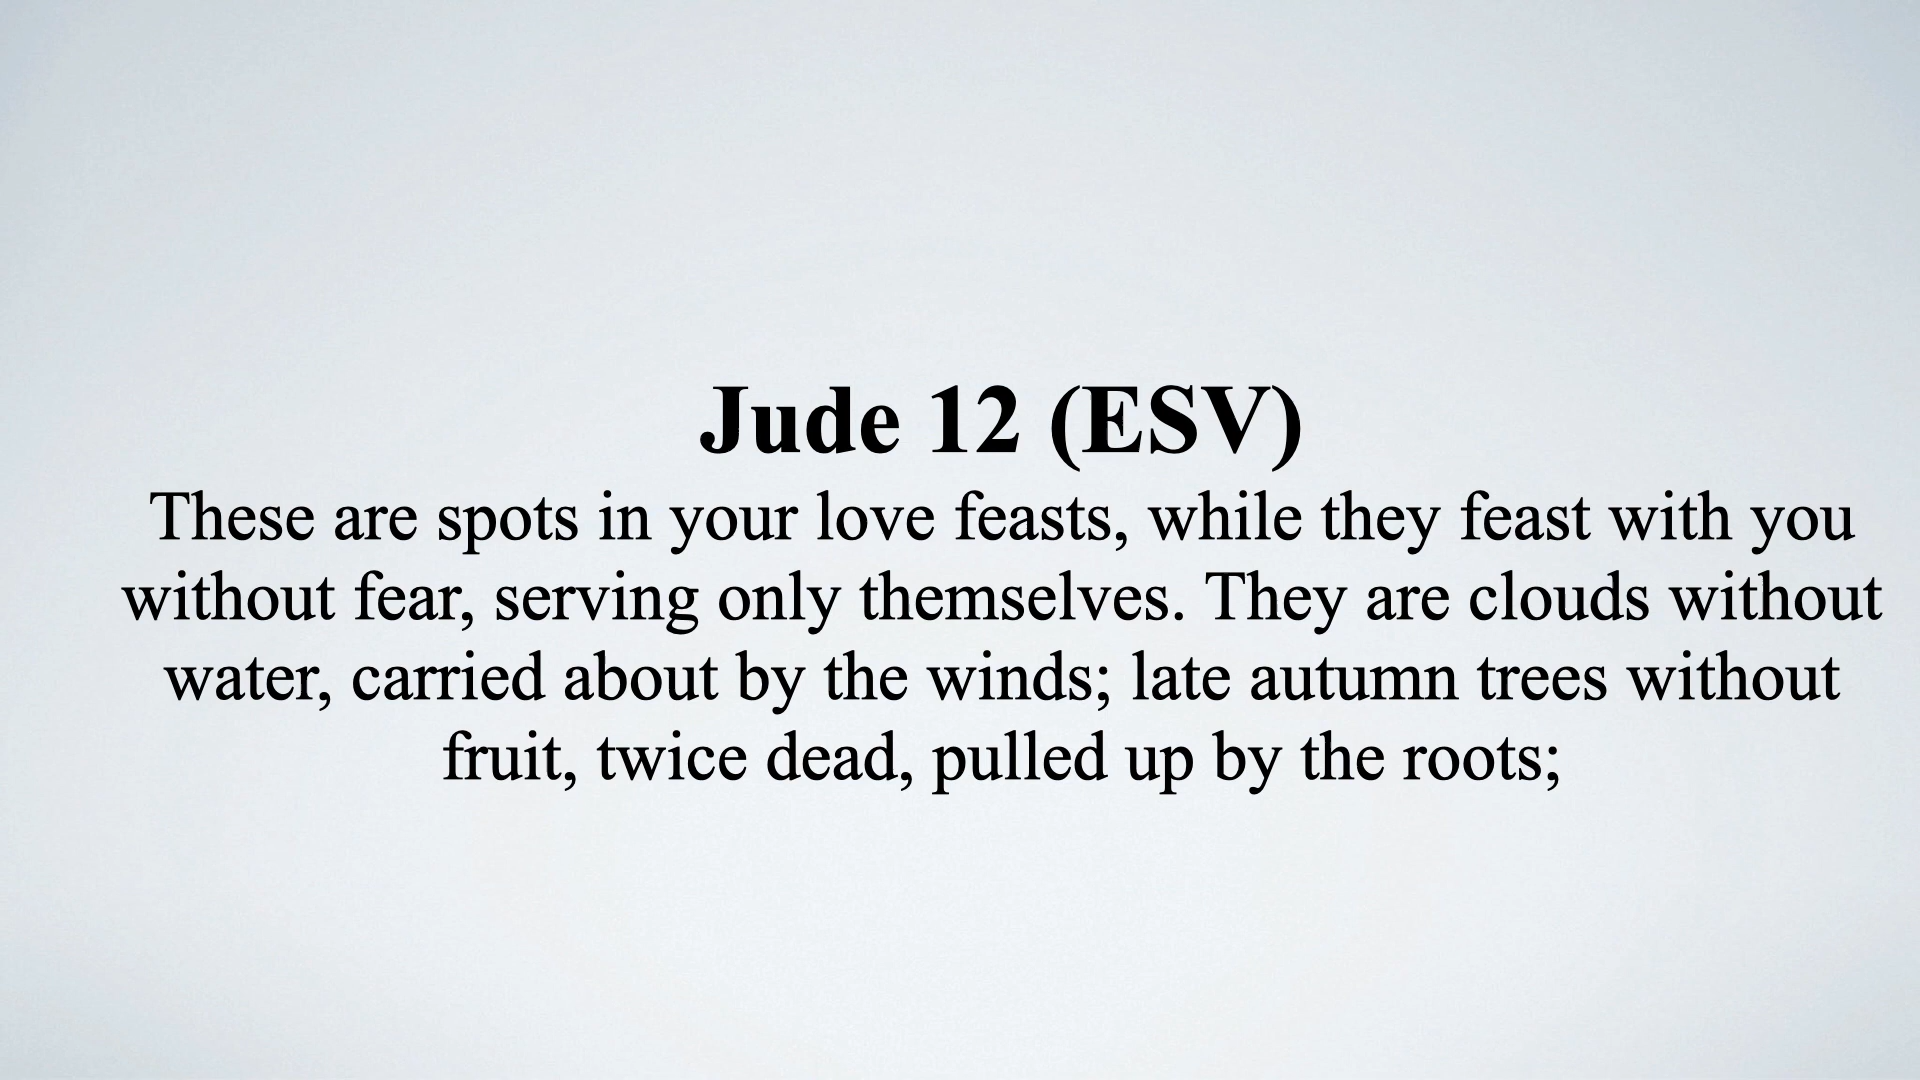 Jude 12 (ESV)
These are spots in your love feasts, while they feast with you
without fear, serving only themselves. They are clouds without
water, carried about by the winds; late autumn trees without
fruit, twice dead, pulled up by the roots;